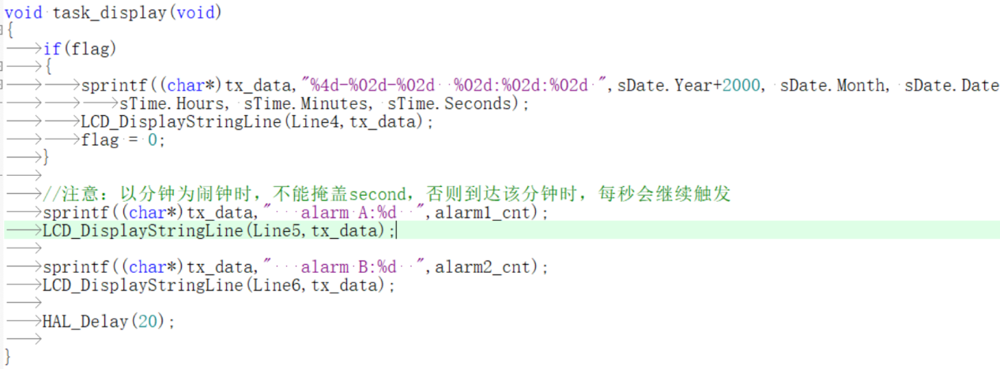 void task_display(void)
{
if(flag)
{
sprintf((char*)tx_data,"%4d-%02d-%02d  %02d:%02d:%02d ",sDate.Year+2000, sDate.Month, sDate.Date
sTime.Hours, sTime.Minutes, sTime.Seconds);
LCD_DisplayStringLine(Line4,tx_data);
flag = 0;
}
//注意：以分钟为闹钟时，不能掩盖second，否则到达该分钟时，每秒会继续触发
sprintf((char*)tx_data,"   alarm A:%d  ",alarm1_cnt);
LCD_DisplayStringLine(Line5,tx_data);
sprintf((char*)tx_data,"   alarm B:%d  ",alarm2_cnt);
LCD_DisplayStringLine(Line6,tx_data);
HAL_Delay(20);
}